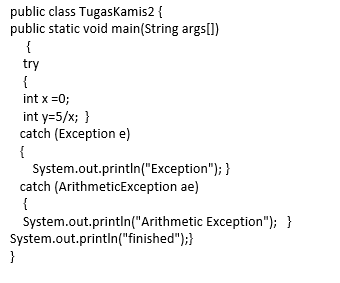 public class TugasKamis2 {
public static void main(String args[])
{
try
{
int x =0;
int y=5/x; }
catch (Exception e)
{
System.out.println("Exception"); }
catch (ArithmeticException ae)
{
System.out.println("Arithmetic Exception"); }
System.out.println("finished");}
}